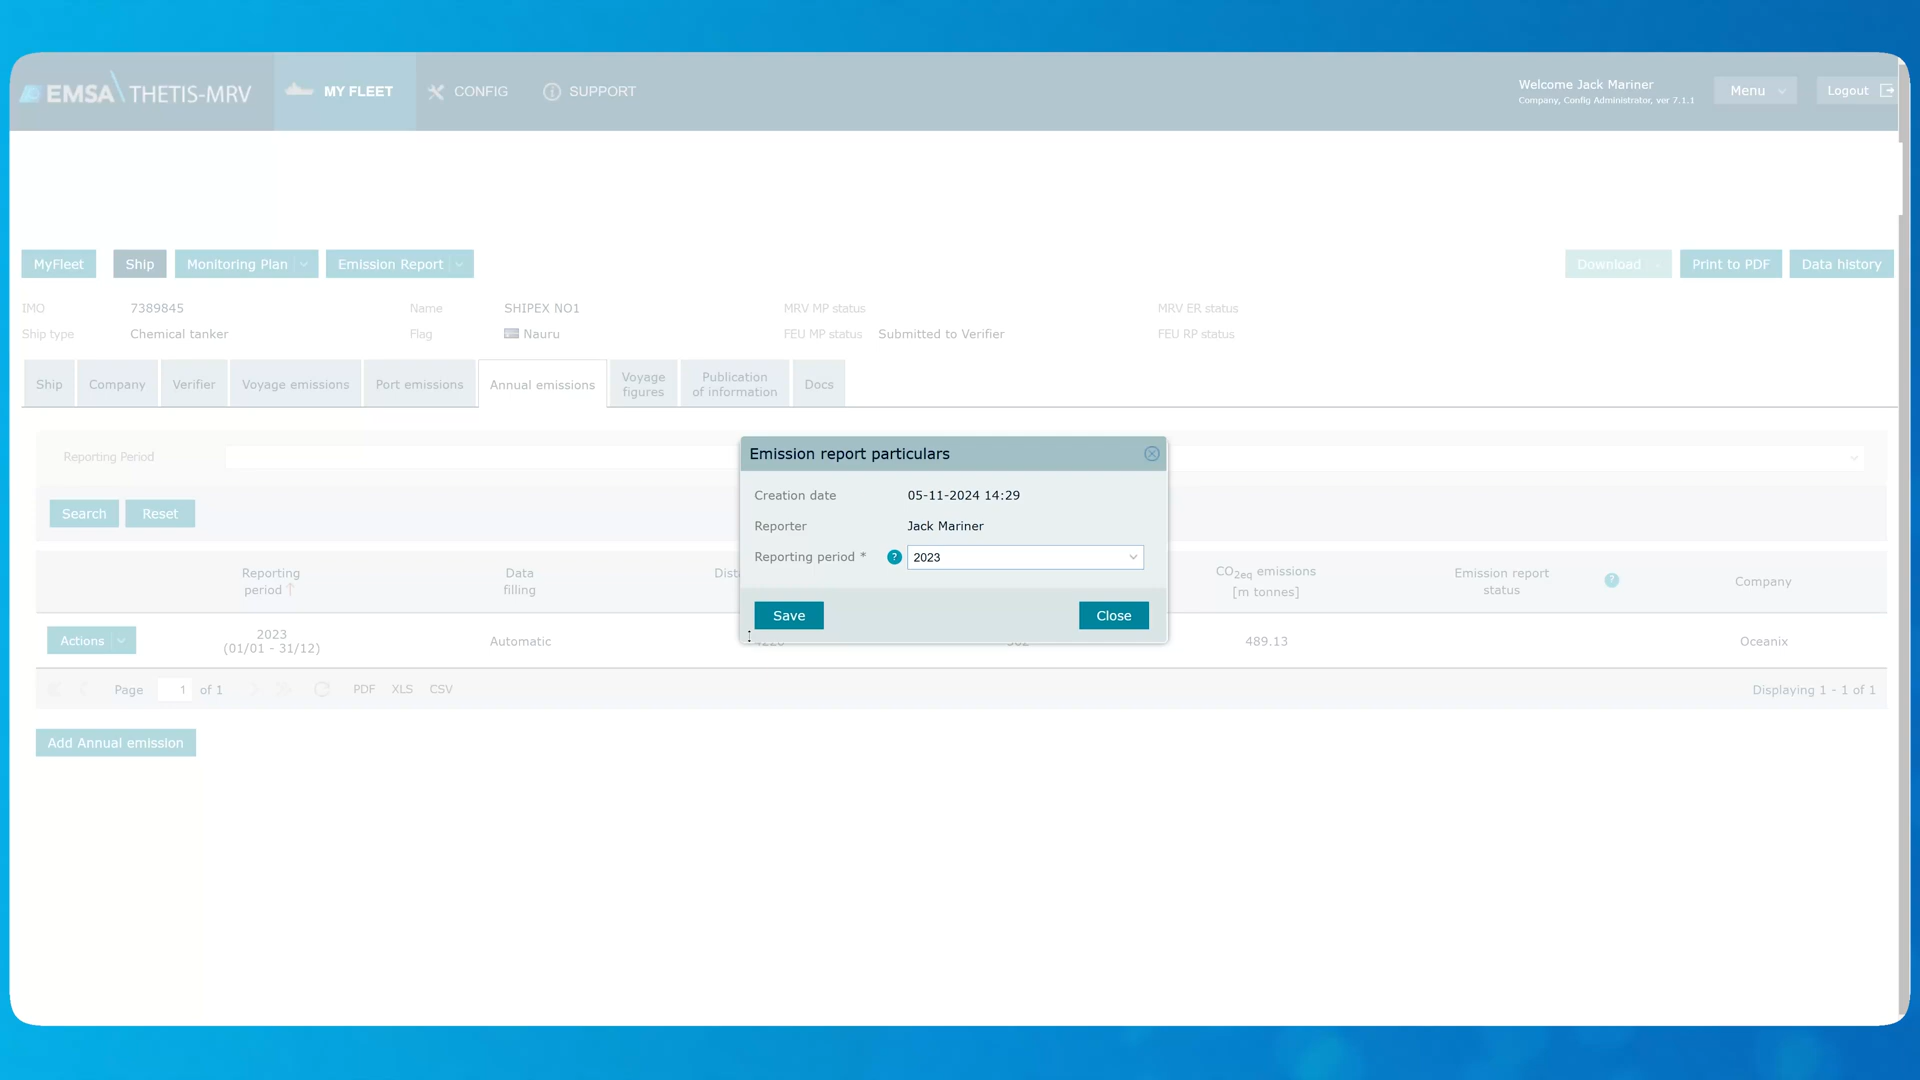 EMSA THETIS-MRV
MY FLEET
CONFIG
SUPPORT
Welcome Jack Mariner
Company, Config Administrator, ver 7.1.1
Menu
Logout
MyFleet
Ship
Monitoring Plan
Emission Report
Download
Print to PDF
Data history
IMO
7389845
Name
SHIPEX NO1
MRV MP status
MRV ER status
Ship type
Chemical tanker
Flag
Nauru
FEU MP status
Submitted to Verifier
FEU RP status
Ship
Company
Verifier
Voyage emissions
Port emissions
Annual emissions
Voyage
figures
Publication
of information
Docs
Reporting Period
Search
Reset
Emission report particulars
Creation date
05-11-2024 14:29
Reporter
Jack Mariner
Reporting period *
?
2023
Save
Close
Reporting
period
Data
filling
CO2eq emissions
[m tonnes]
Emission report
status
?
Company
Actions
2023
(01/01 - 31/12)
Automatic
489.13
Oceanix
Page
1
of 1
PDF
XLS
CSV
Displaying 1 - 1 of 1
Add Annual emission